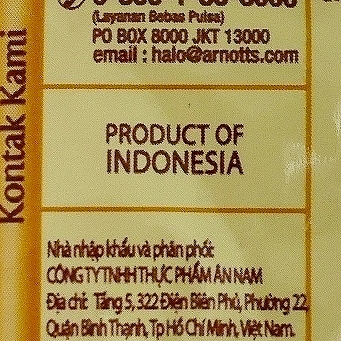 (Layanan Bebas Pulsa)
PO BOX 8000 JKT 13000
email : halo@arnotts.com
Kontak Kami
PRODUCT OF
INDONESIA
Nhà nhập khẩu và phân phối:
CÔNG TY TNHH THỰC PHẨM ÂN NAM
Địa chỉ: Tầng 5, 322 Điện Biên Phủ, Phường 22,
Quận Bình Thạnh, Tp Hồ Chí Minh, Việt Nam.